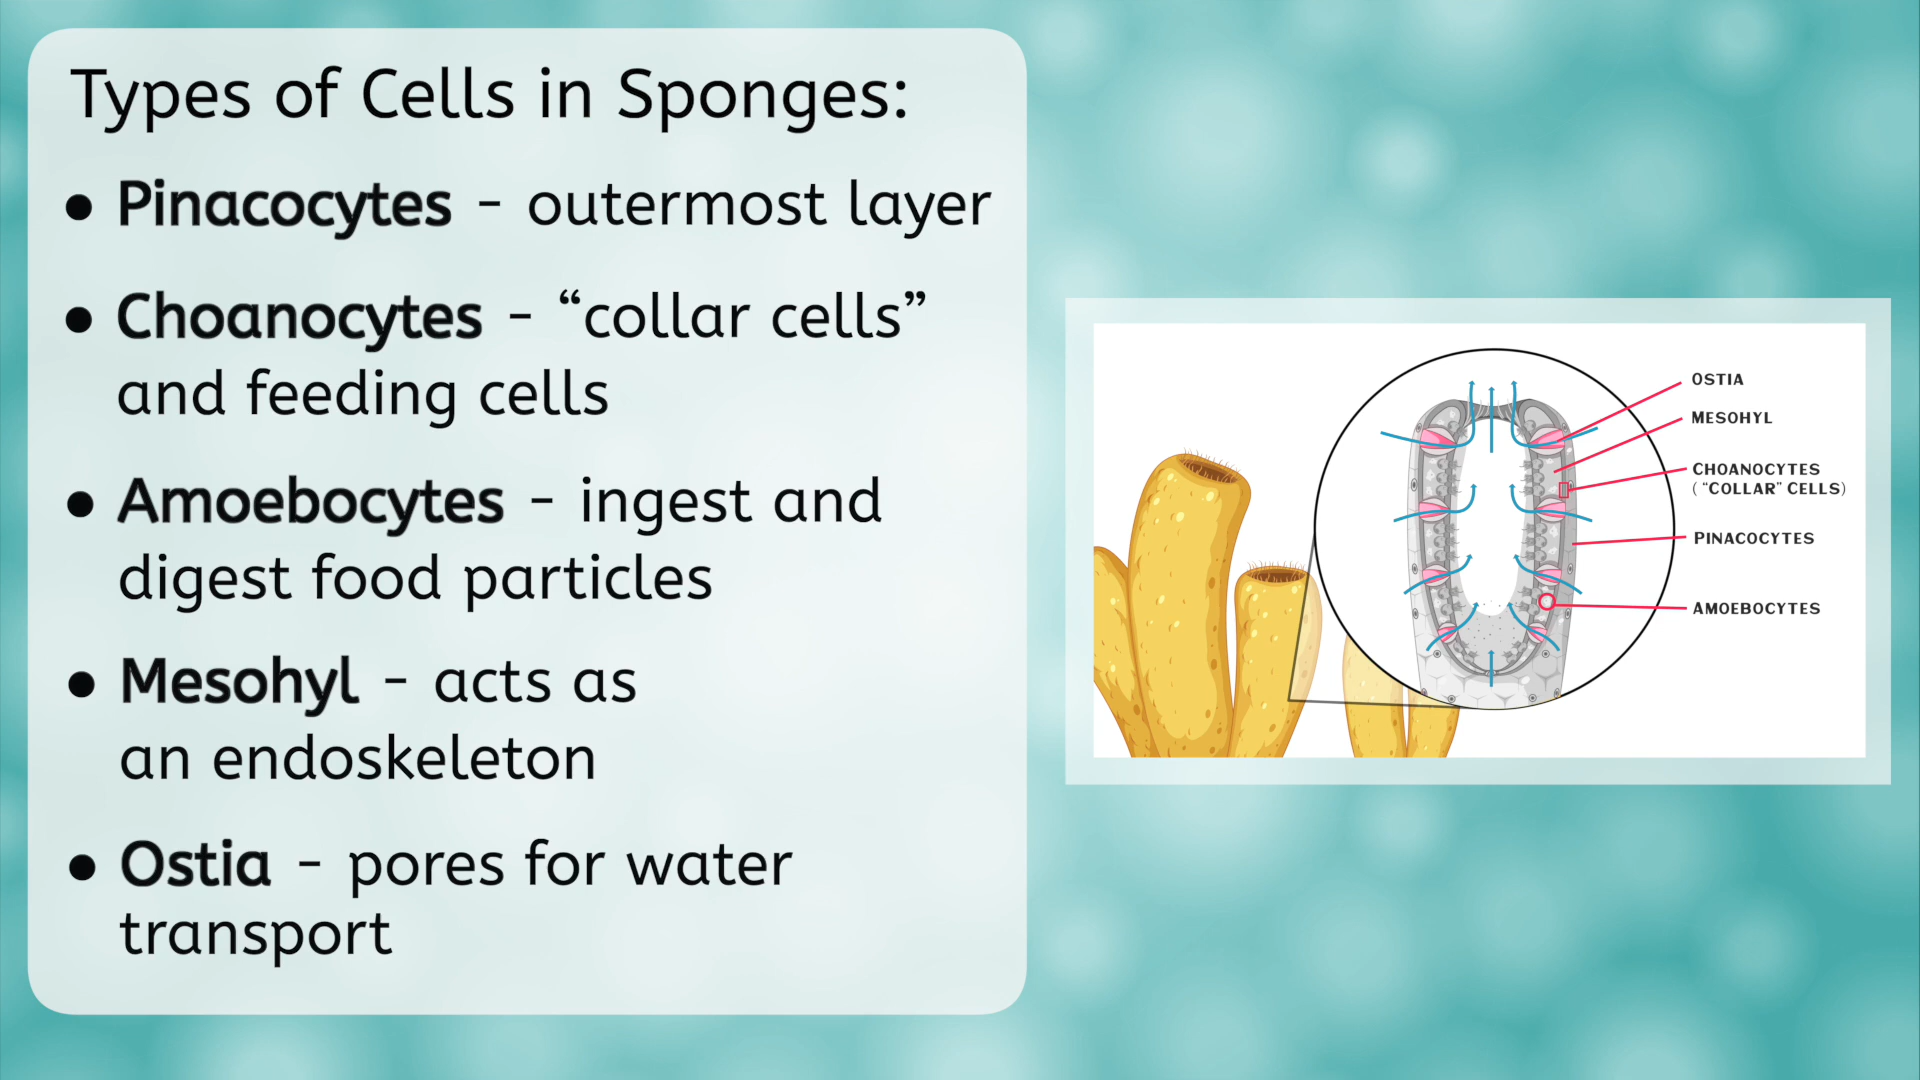 Types of Cells in Sponges:
● Pinacocytes - outermost layer
● Choanocytes - “collar cells”
and feeding cells
● Amoebocytes - ingest and
digest food particles
● Mesohyl - acts as
an endoskeleton
● Ostia - pores for water
transport
OSTIA
MESOHYL
CHOANOCYTES
( “COLLAR” CELLS)
PINACOCYTES
AMOEBOCYTES